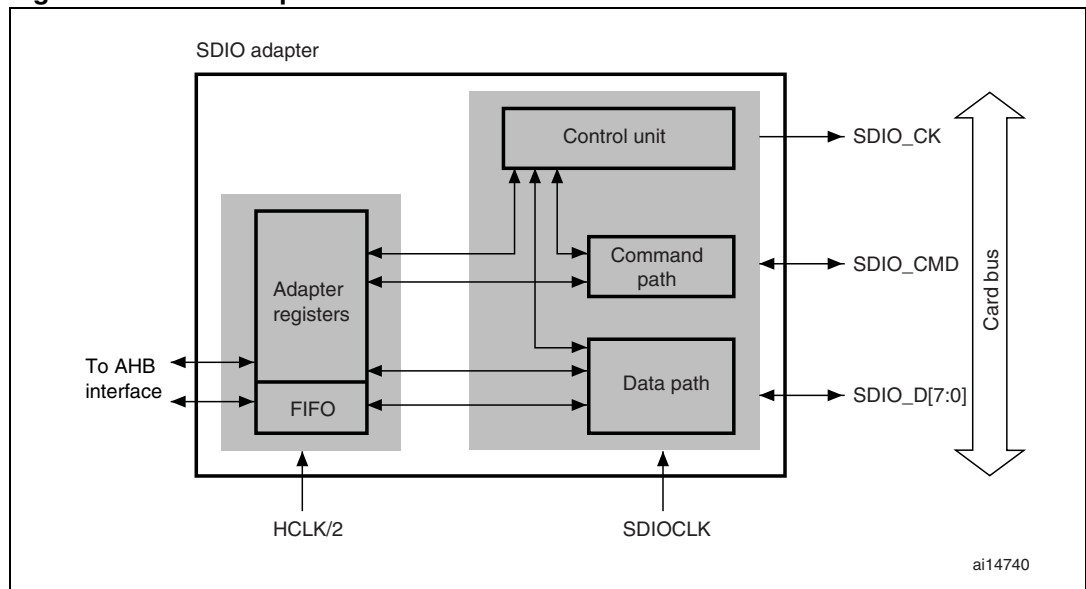 SDIO adapter
Control unit
SDIO_CK
Command
path
SDIO_CMD
Adapter
registers
Card bus
To AHB
interface
FIFO
Data path
SDIO_D[7:0]
HCLK/2
SDIOCLK
ai14740